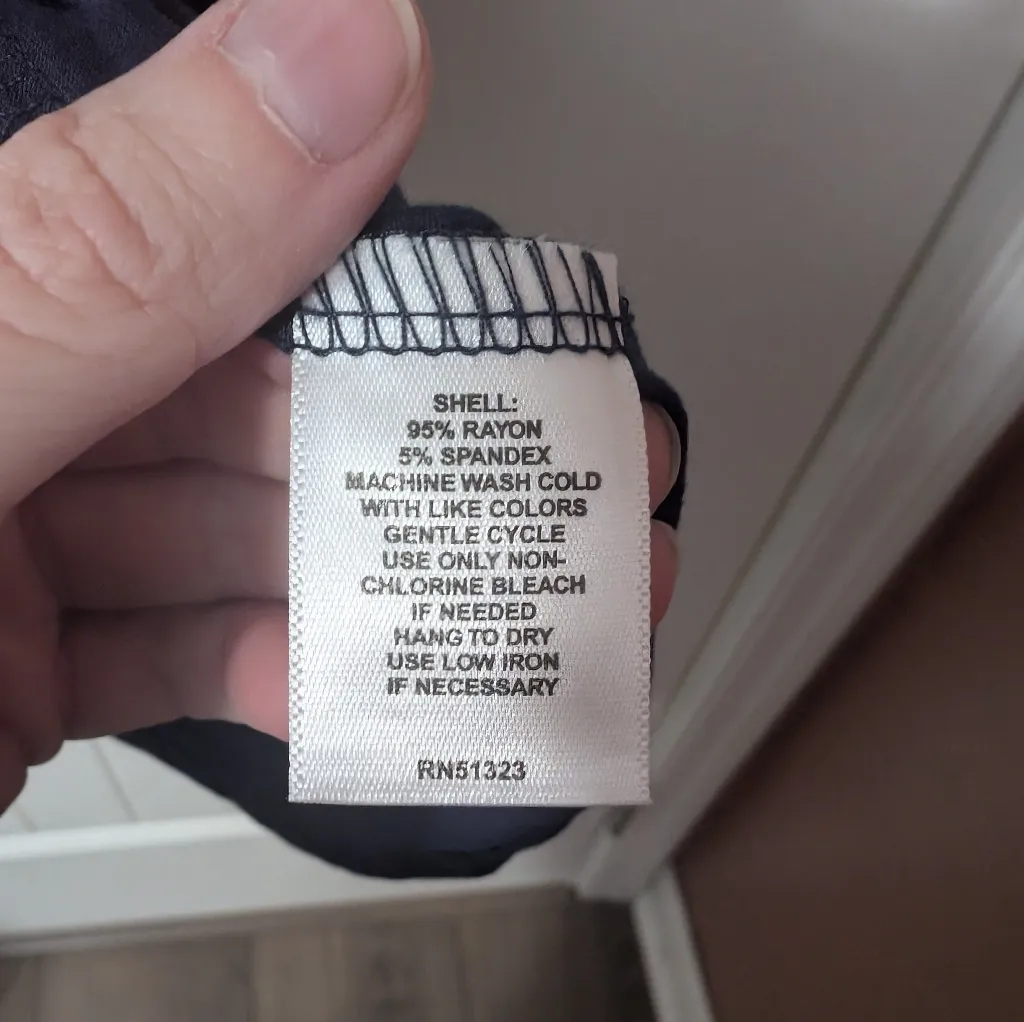 SHELL:
95% RAYON
5% SPANDEX
MACHINE WASH COLD
WITH LIKE COLORS
GENTLE CYCLE
USE ONLY NON-
CHLORINE BLEACH
IF NEEDED
HANG TO DRY
USE LOW IRON
IF NECESSARY
RN51323